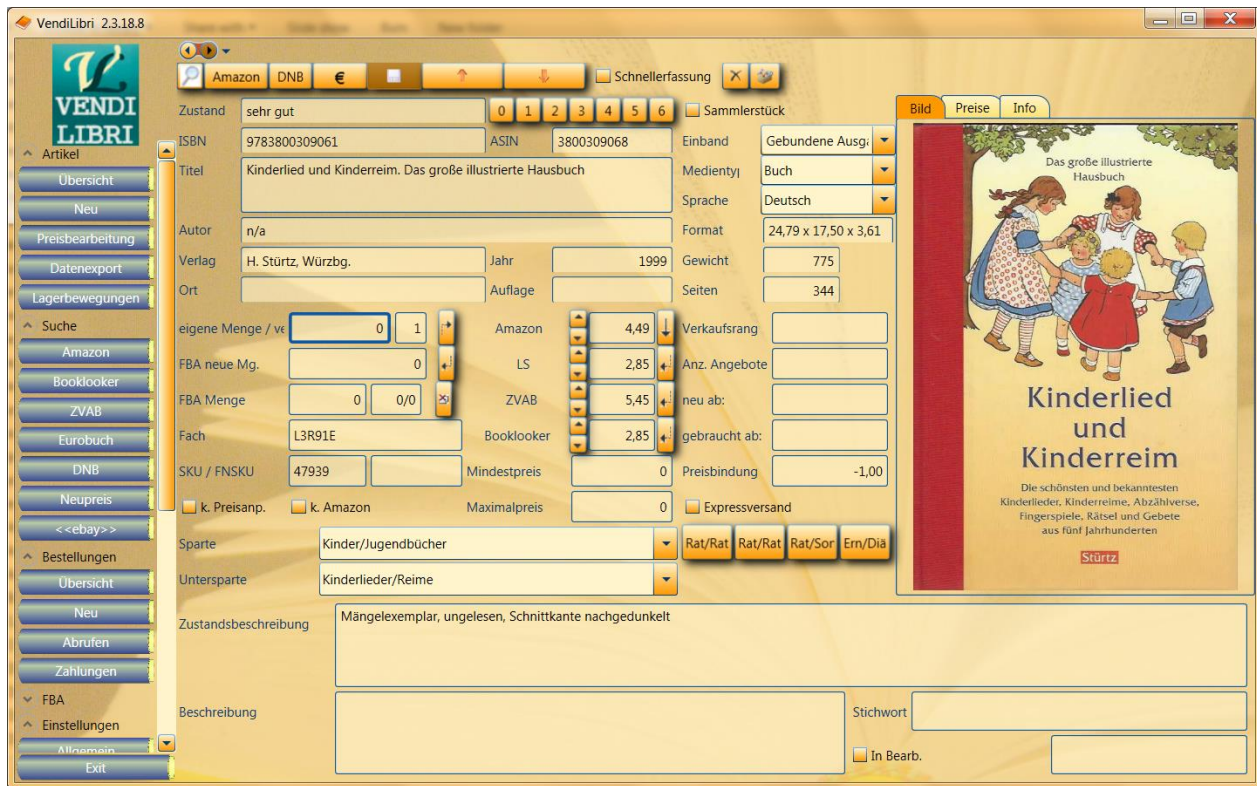 VendiLibri 2.3.18.8
VENDI
LIBRI
Artikel
Übersicht
Neu
Preisbearbeitung
Datenexport
Lagerbewegungen
Suche
Amazon
Booklooker
ZVAB
Eurobuch
DNB
Neupreis
<<ebay>>
Bestellungen
Übersicht
Neu
Abrufen
Zahlungen
FBA
Einstellungen
Allgemein
Exit
Amazon DNB € Schnellerfassung
Zustand sehr gut 0 1 2 3 4 5 6 Sammlerstück
ISBN 9783800309061 ASIN 3800309068 Einband Gebundene Ausga
Titel Kinderlied und Kinderreim. Das große illustrierte Hausbuch Medientyp Buch
Sprache Deutsch
Autor n/a Format 24,79 x 17,50 x 3,61
Verlag H. Stürtz, Würzbg. Jahr 1999 Gewicht 775
Ort Auflage Seiten 344
eigene Menge / ve 0 1 Amazon 4,49 Verkaufsrang
FBA neue Mg. 0 LS 2,85 Anz. Angebote
FBA Menge 0 0/0 ZVAB 5,45 neu ab:
Fach L3R91E Booklooker 2,85 gebraucht ab:
SKU / FNSKU 47939 Mindestpreis 0 Preisbindung -1,00
k. Preisanp. k. Amazon Maximalpreis 0 Expressversand
Sparte Kinder/Jugendbücher Rat/Rat Rat/Rat Rat/Sor Ern/Diä
Untersparte Kinderlieder/Reime
Zustandsbeschreibung Mängelexemplar, ungelesen, Schnittkante nachgedunkelt
Beschreibung Stichwort
In Bearb.
Bild Preise Info
Das große illustrierte
Hausbuch
Kinderlied
und
Kinderreim
Die schönsten und bekanntesten
Kinderlieder, Kinderreime, Abzählverse,
Fingerspiele, Rätsel und Gebete
aus fünf Jahrhunderten
Stürtz